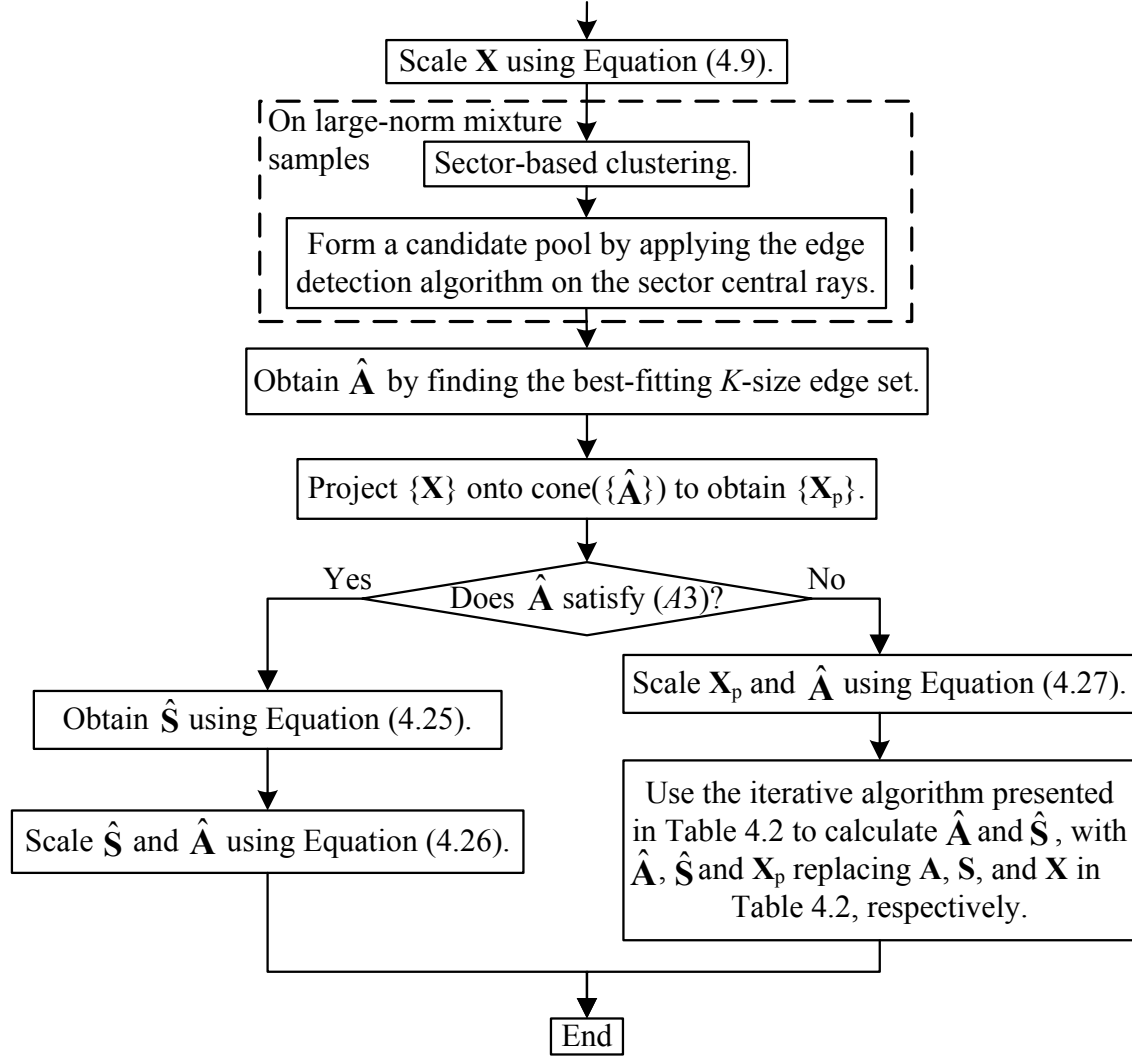 Scale X using Equation (4.9).
On large-norm mixture
samples
Sector-based clustering.
Form a candidate pool by applying the edge
detection algorithm on the sector central rays.
Obtain Â by finding the best-fitting K-size edge set.
Project {X} onto cone({Â}) to obtain {Xₚ}.
Does Â satisfy (A3)?
Yes
No
Obtain Ŝ using Equation (4.25).
Scale Ŝ and Â using Equation (4.26).
Scale Xₚ and Â using Equation (4.27).
Use the iterative algorithm presented
in Table 4.2 to calculate Â and Ŝ, with
Â, Ŝ and Xₚ replacing A, S, and X in
Table 4.2, respectively.
End